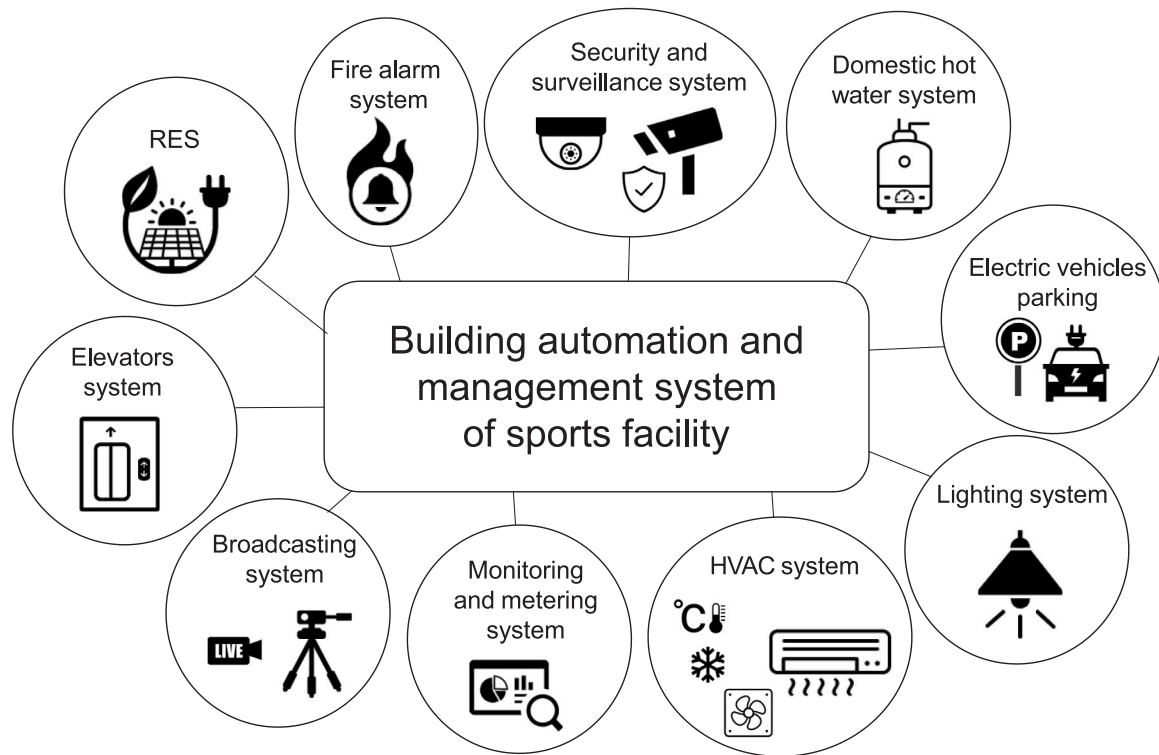 Fire alarm
system
Security and
surveillance system
Domestic hot
water system
RES
Electric vehicles
parking
P
Building automation and
management system
of sports facility
Elevators
system
Lighting system
Broadcasting
system
LIVE
Monitoring
and metering
system
HVAC system
°C